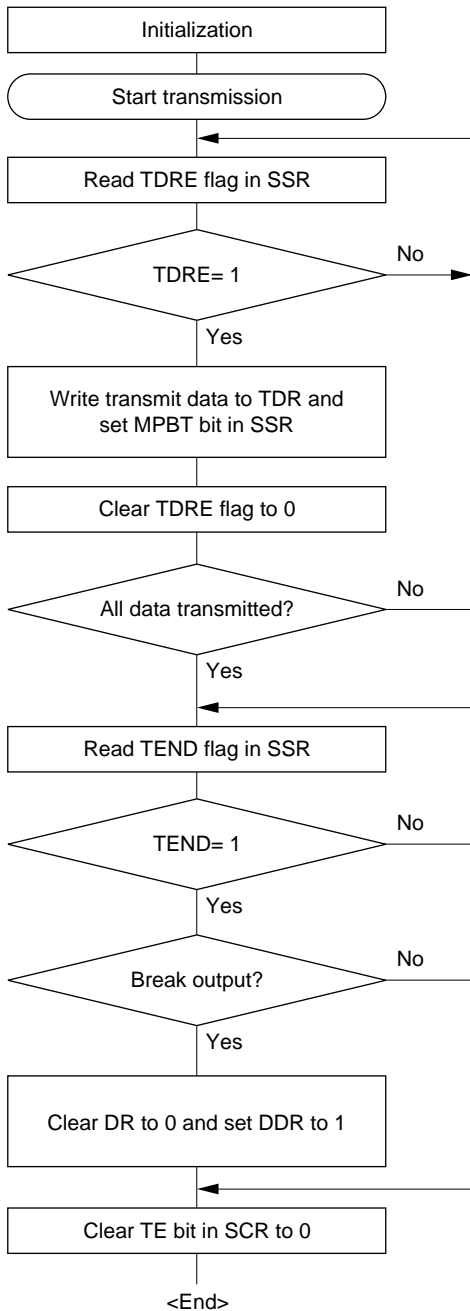 Initialization
Start transmission
Read TDRE flag in SSR
No
TDRE= 1
Yes
Write transmit data to TDR and
set MPBT bit in SSR
Clear TDRE flag to 0
No
All data transmitted?
Yes
Read TEND flag in SSR
No
TEND= 1
Yes
No
Break output?
Yes
Clear DR to 0 and set DDR to 1
Clear TE bit in SCR to 0
<End>